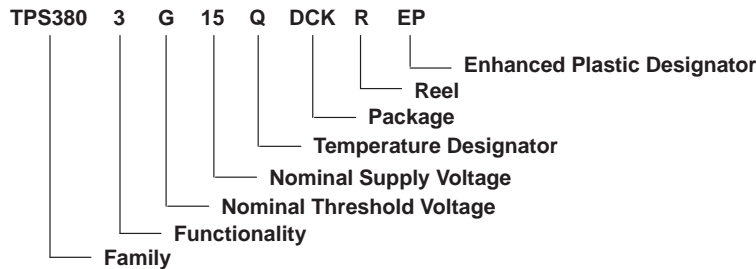 TPS380 3 G 15 Q DCK R EP
Enhanced Plastic Designator
Reel
Package
Temperature Designator
Nominal Supply Voltage
Nominal Threshold Voltage
Functionality
Family